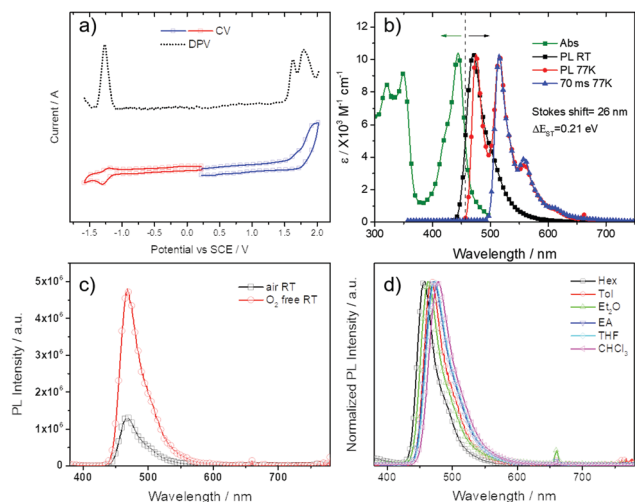 a)
CV
DPV
Current / A
-1.5 -1.0 -0.5 0.0 0.5 1.0 1.5 2.0
Potential vs SCE / V
b)
Abs
PL RT
PL 77K
70 ms 77K
Stokes shift= 26 nm
ΔE_ST=0.21 eV
ε / X10³ M⁻¹ cm⁻¹
12
10
8
6
4
2
0
300 400 500 600 700
Wavelength / nm
c)
air RT
O₂ free RT
PL Intensity / a.u.
5x10⁶
4x10⁶
3x10⁶
2x10⁶
1x10⁶
0
400 500 600 700
Wavelength / nm
d)
Hex
Tol
Et₂O
EA
THF
CHCl₃
Normalized PL Intensity / a.u.
400 500 600 700
Wavelength / nm